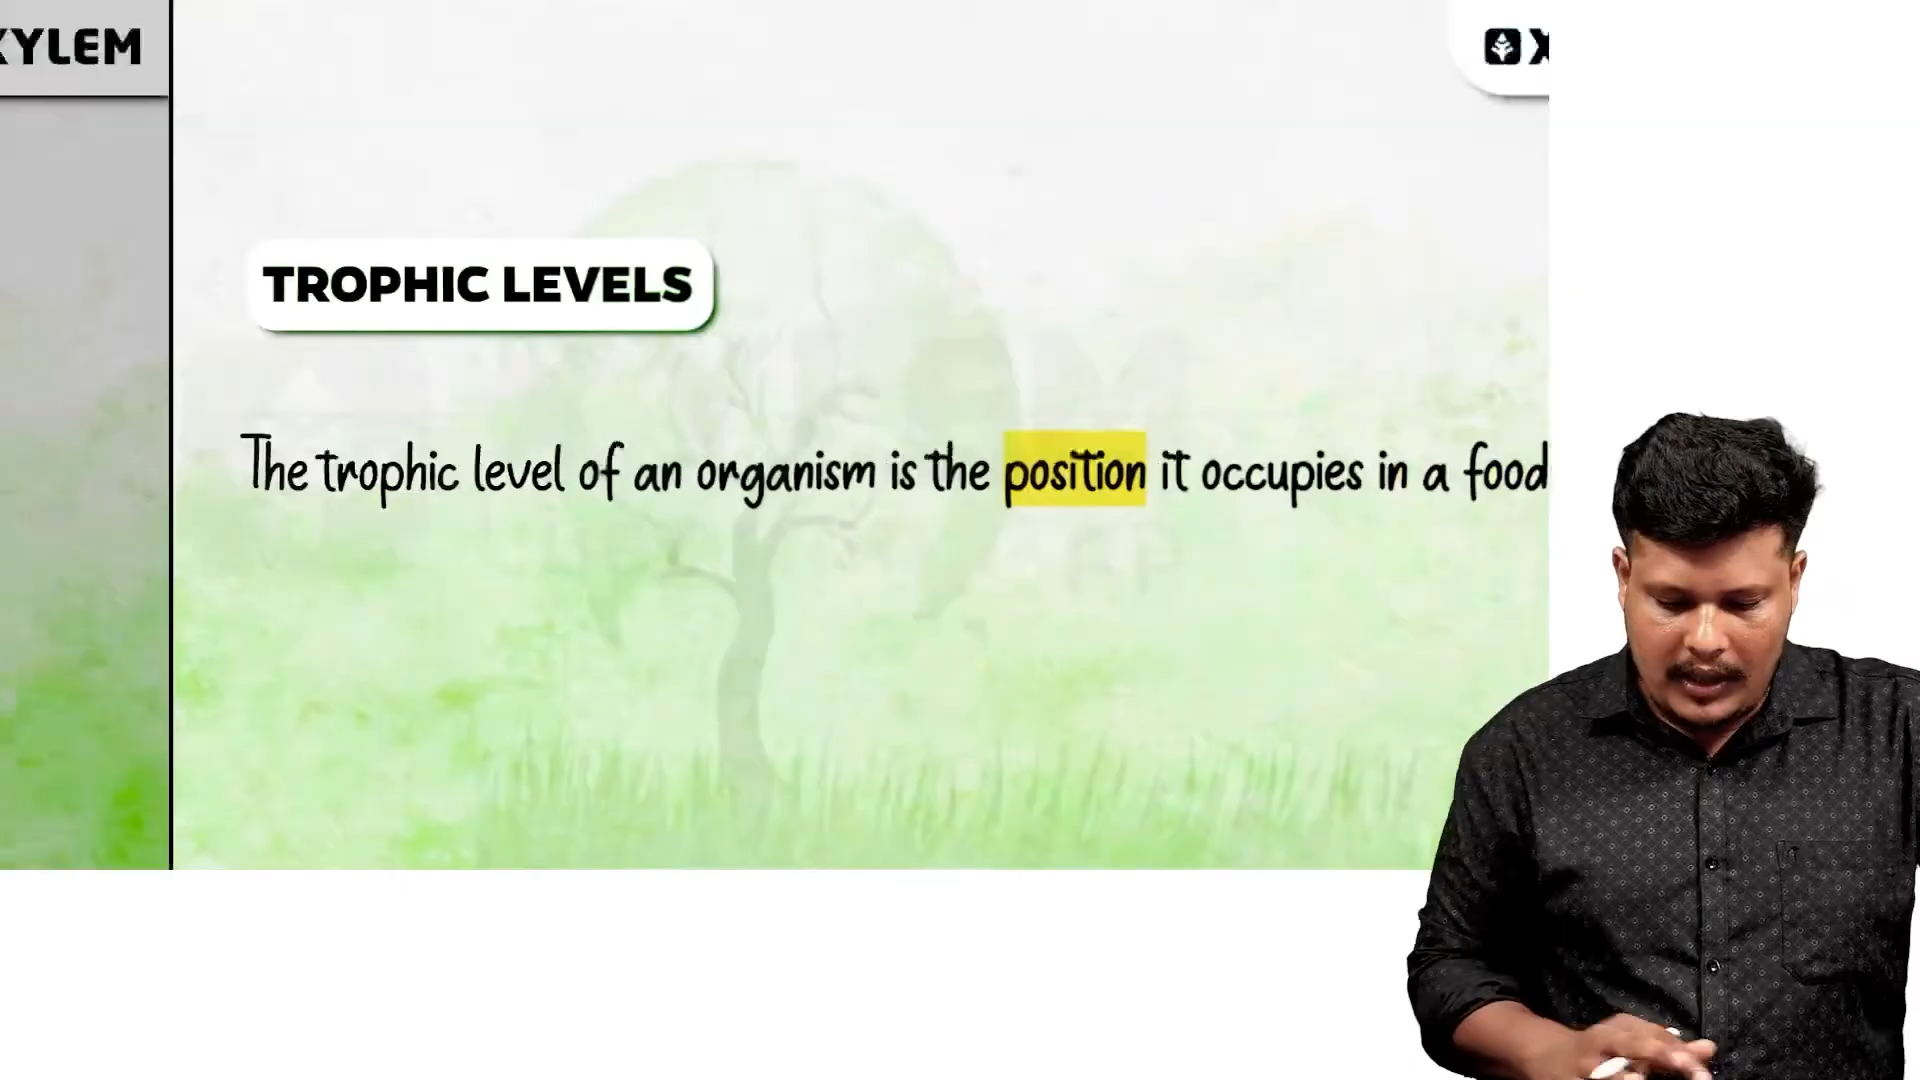 XYLEM
X
TROPHIC LEVELS
The trophic level of an organism is the position it occupies in a food